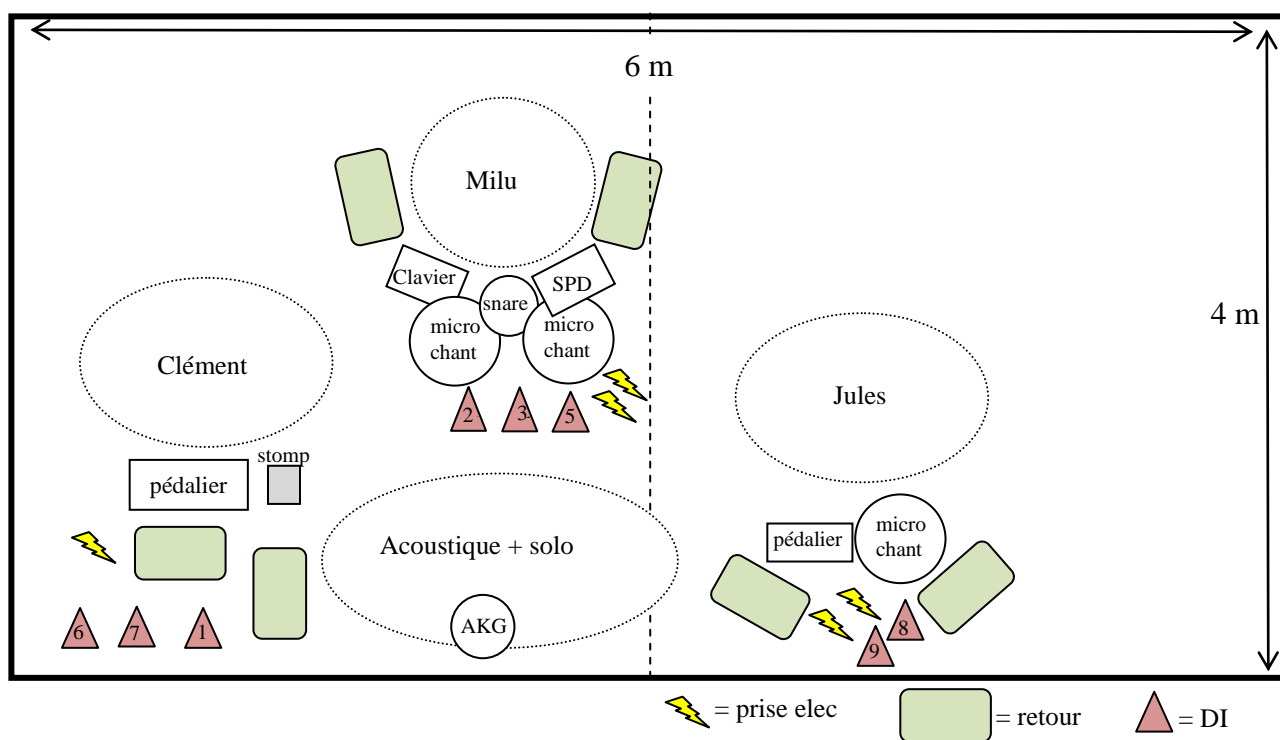 6 m
4 m
Milu
Clavier
SPD
snare
micro
chant
micro
chant
Clément
Jules
2
3
5
stomp
pédalier
Acoustique + solo
pédalier
micro
chant
AKG
6
7
1
8
9
= prise elec
= retour
= DI